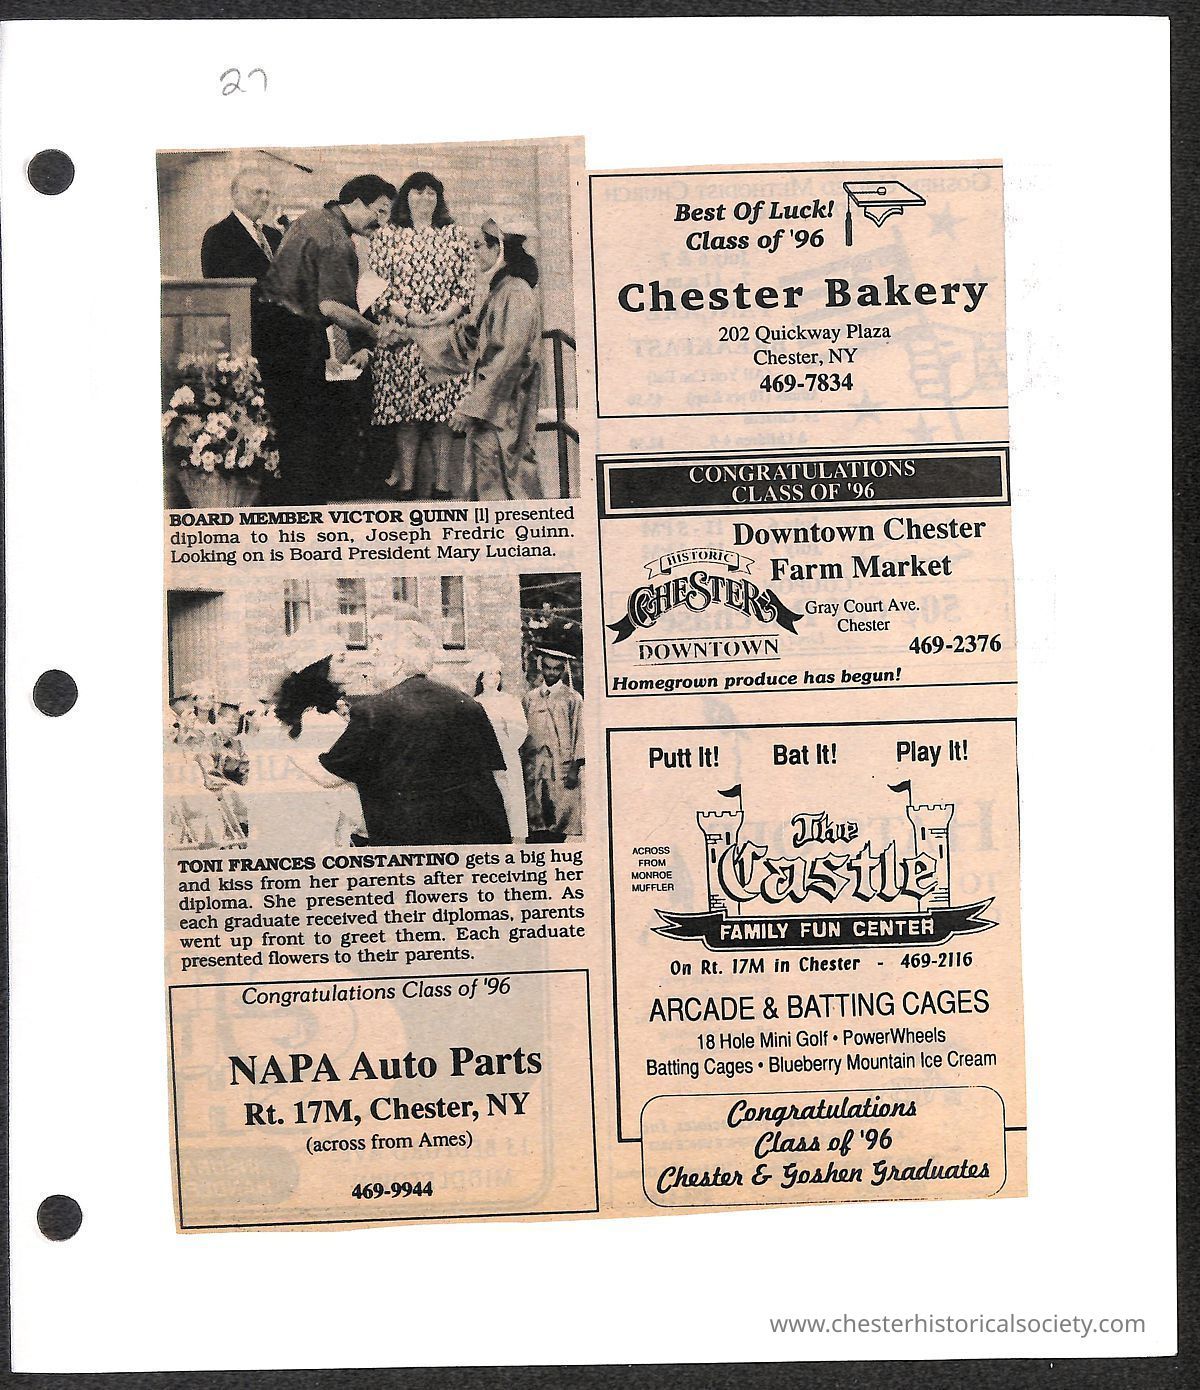 27
BOARD MEMBER VICTOR QUINN [l] presented
diploma to his son, Joseph Fredric Quinn.
Looking on is Board President Mary Luciana.
TONI FRANCES CONSTANTINO gets a big hug
and kiss from her parents after receiving her
diploma. She presented flowers to them. As
each graduate received their diplomas, parents
went up front to greet them. Each graduate
presented flowers to their parents.
Congratulations Class of '96
NAPA Auto Parts
Rt. 17M, Chester, NY
(across from Ames)
469-9944
Best Of Luck!
Class of '96
Chester Bakery
202 Quickway Plaza
Chester, NY
469-7834
CONGRATULATIONS
CLASS OF '96
Downtown Chester
Farm Market
HISTORIC
CHESTER
DOWNTOWN
Gray Court Ave.
Chester
469-2376
Homegrown produce has begun!
Putt It! Bat It! Play It!
ACROSS
FROM
MONROE
MUFFLER
The
Castle
FAMILY FUN CENTER
On Rt. 17M in Chester - 469-2116
ARCADE & BATTING CAGES
18 Hole Mini Golf • PowerWheels
Batting Cages • Blueberry Mountain Ice Cream
Congratulations
Class of '96
Chester & Goshen Graduates
www.chesterhistoricalsociety.com